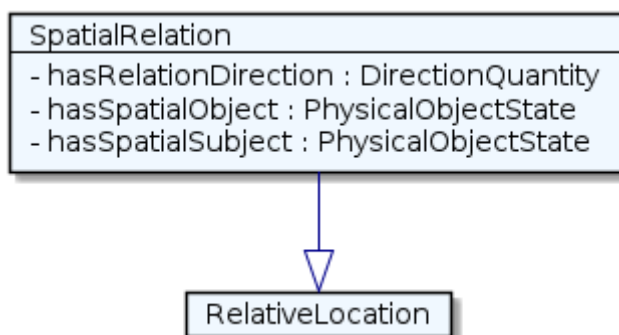 SpatialRelation
- hasRelationDirection : DirectionQuantity
- hasSpatialObject : PhysicalObjectState
- hasSpatialSubject : PhysicalObjectState
RelativeLocation